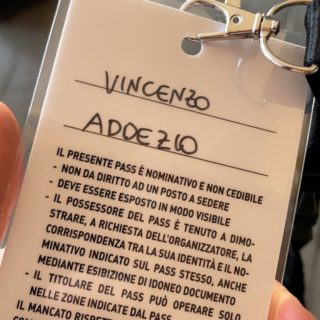 VINCENZO
ADDEZIO
IL PRESENTE PASS È NOMINATIVO E NON CEDIBILE
- NON DA DIRITTO AD UN POSTO A SEDERE
- DEVE ESSERE ESPOSTO IN MODO VISIBILE
- IL POSSESSORE DEL PASS È TENUTO A DIMO-
STRARE, A RICHIESTA DELL'ORGANIZZATORE, LA
CORRISPONDENZA TRA LA SUA IDENTITÀ E IL NO-
MINATIVO INDICATO SUL PASS STESSO, ANCHE
MEDIANTE ESIBIZIONE DI IDONEO DOCUMENTO
- IL TITOLARE DEL PASS PUÒ OPERARE SOLO
NELLE ZONE INDICATE DAL PASS
IL MANCATO RISPETTO